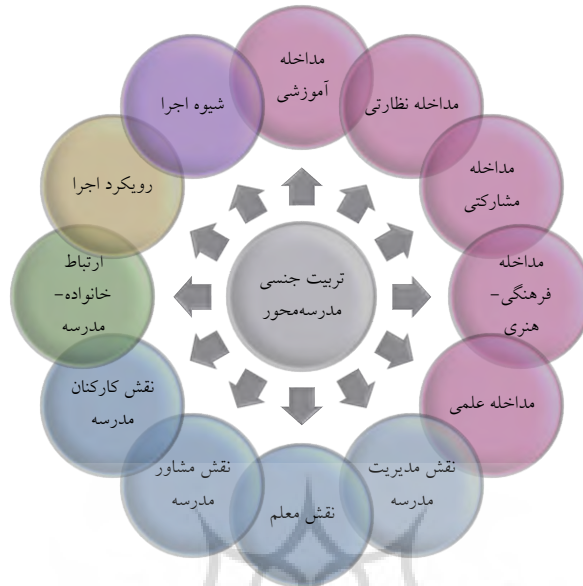 مداخله
آموزشی
مداخله نظارتی
مداخله
مشارکتی
مداخله
فرهنگی-
هنری
مداخله علمی
نقش مدیریت
مدرسه
نقش معلم
نقش مشاور
مدرسه
نقش کارکنان
مدرسه
ارتباط
خانواده-
مدرسه
رویکرد اجرا
شیوه اجرا
تربیت جنسی
مدرسه‌محور